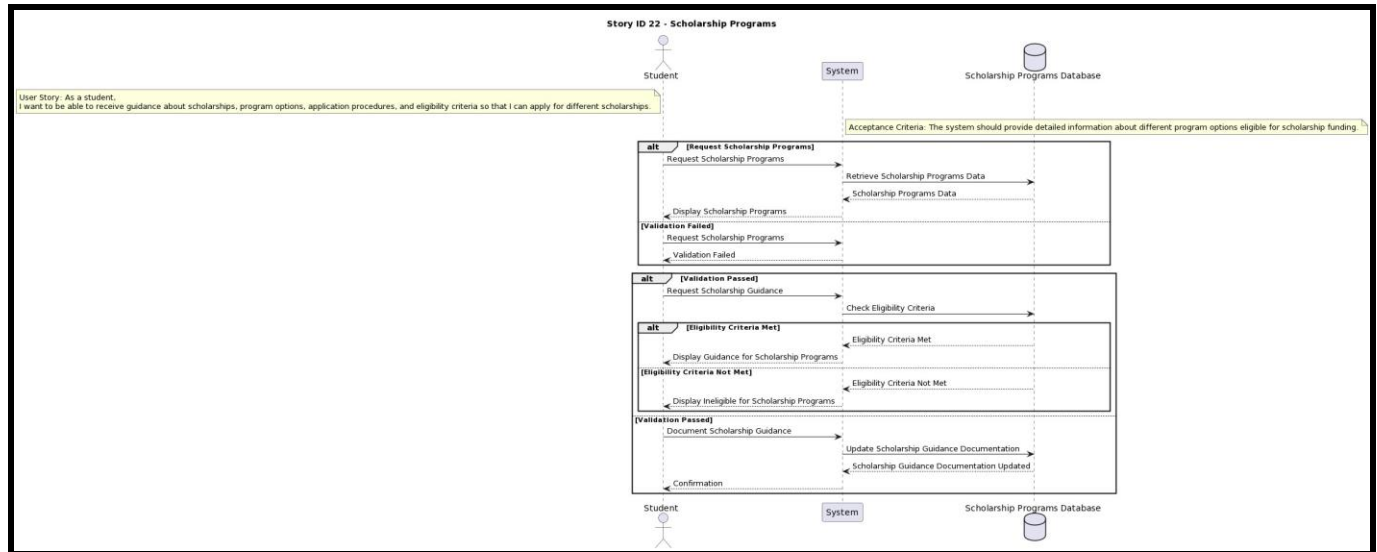 Story ID 22 - Scholarship Programs
Student
System
Scholarship Programs Database
User Story: As a student,
I want to be able to receive guidance about scholarships, program options, application procedures, and eligibility criteria so that I can apply for different scholarships.
Acceptance Criteria: The system should provide detailed information about different program options eligible for scholarship funding.
alt [Request Scholarship Programs]
Request Scholarship Programs
Retrieve Scholarship Programs Data
Scholarship Programs Data
Display Scholarship Programs
[Validation Failed]
Request Scholarship Programs
Validation Failed
alt [Validation Passed]
Request Scholarship Guidance
Check Eligibility Criteria
alt [Eligibility Criteria Met]
Eligibility Criteria Met
Display Guidance for Scholarship Programs
[Eligibility Criteria Not Met]
Eligibility Criteria Not Met
Display Ineligible for Scholarship Programs
[Validation Passed]
Document Scholarship Guidance
Update Scholarship Guidance Documentation
Scholarship Guidance Documentation Updated
Confirmation
Student
System
Scholarship Programs Database